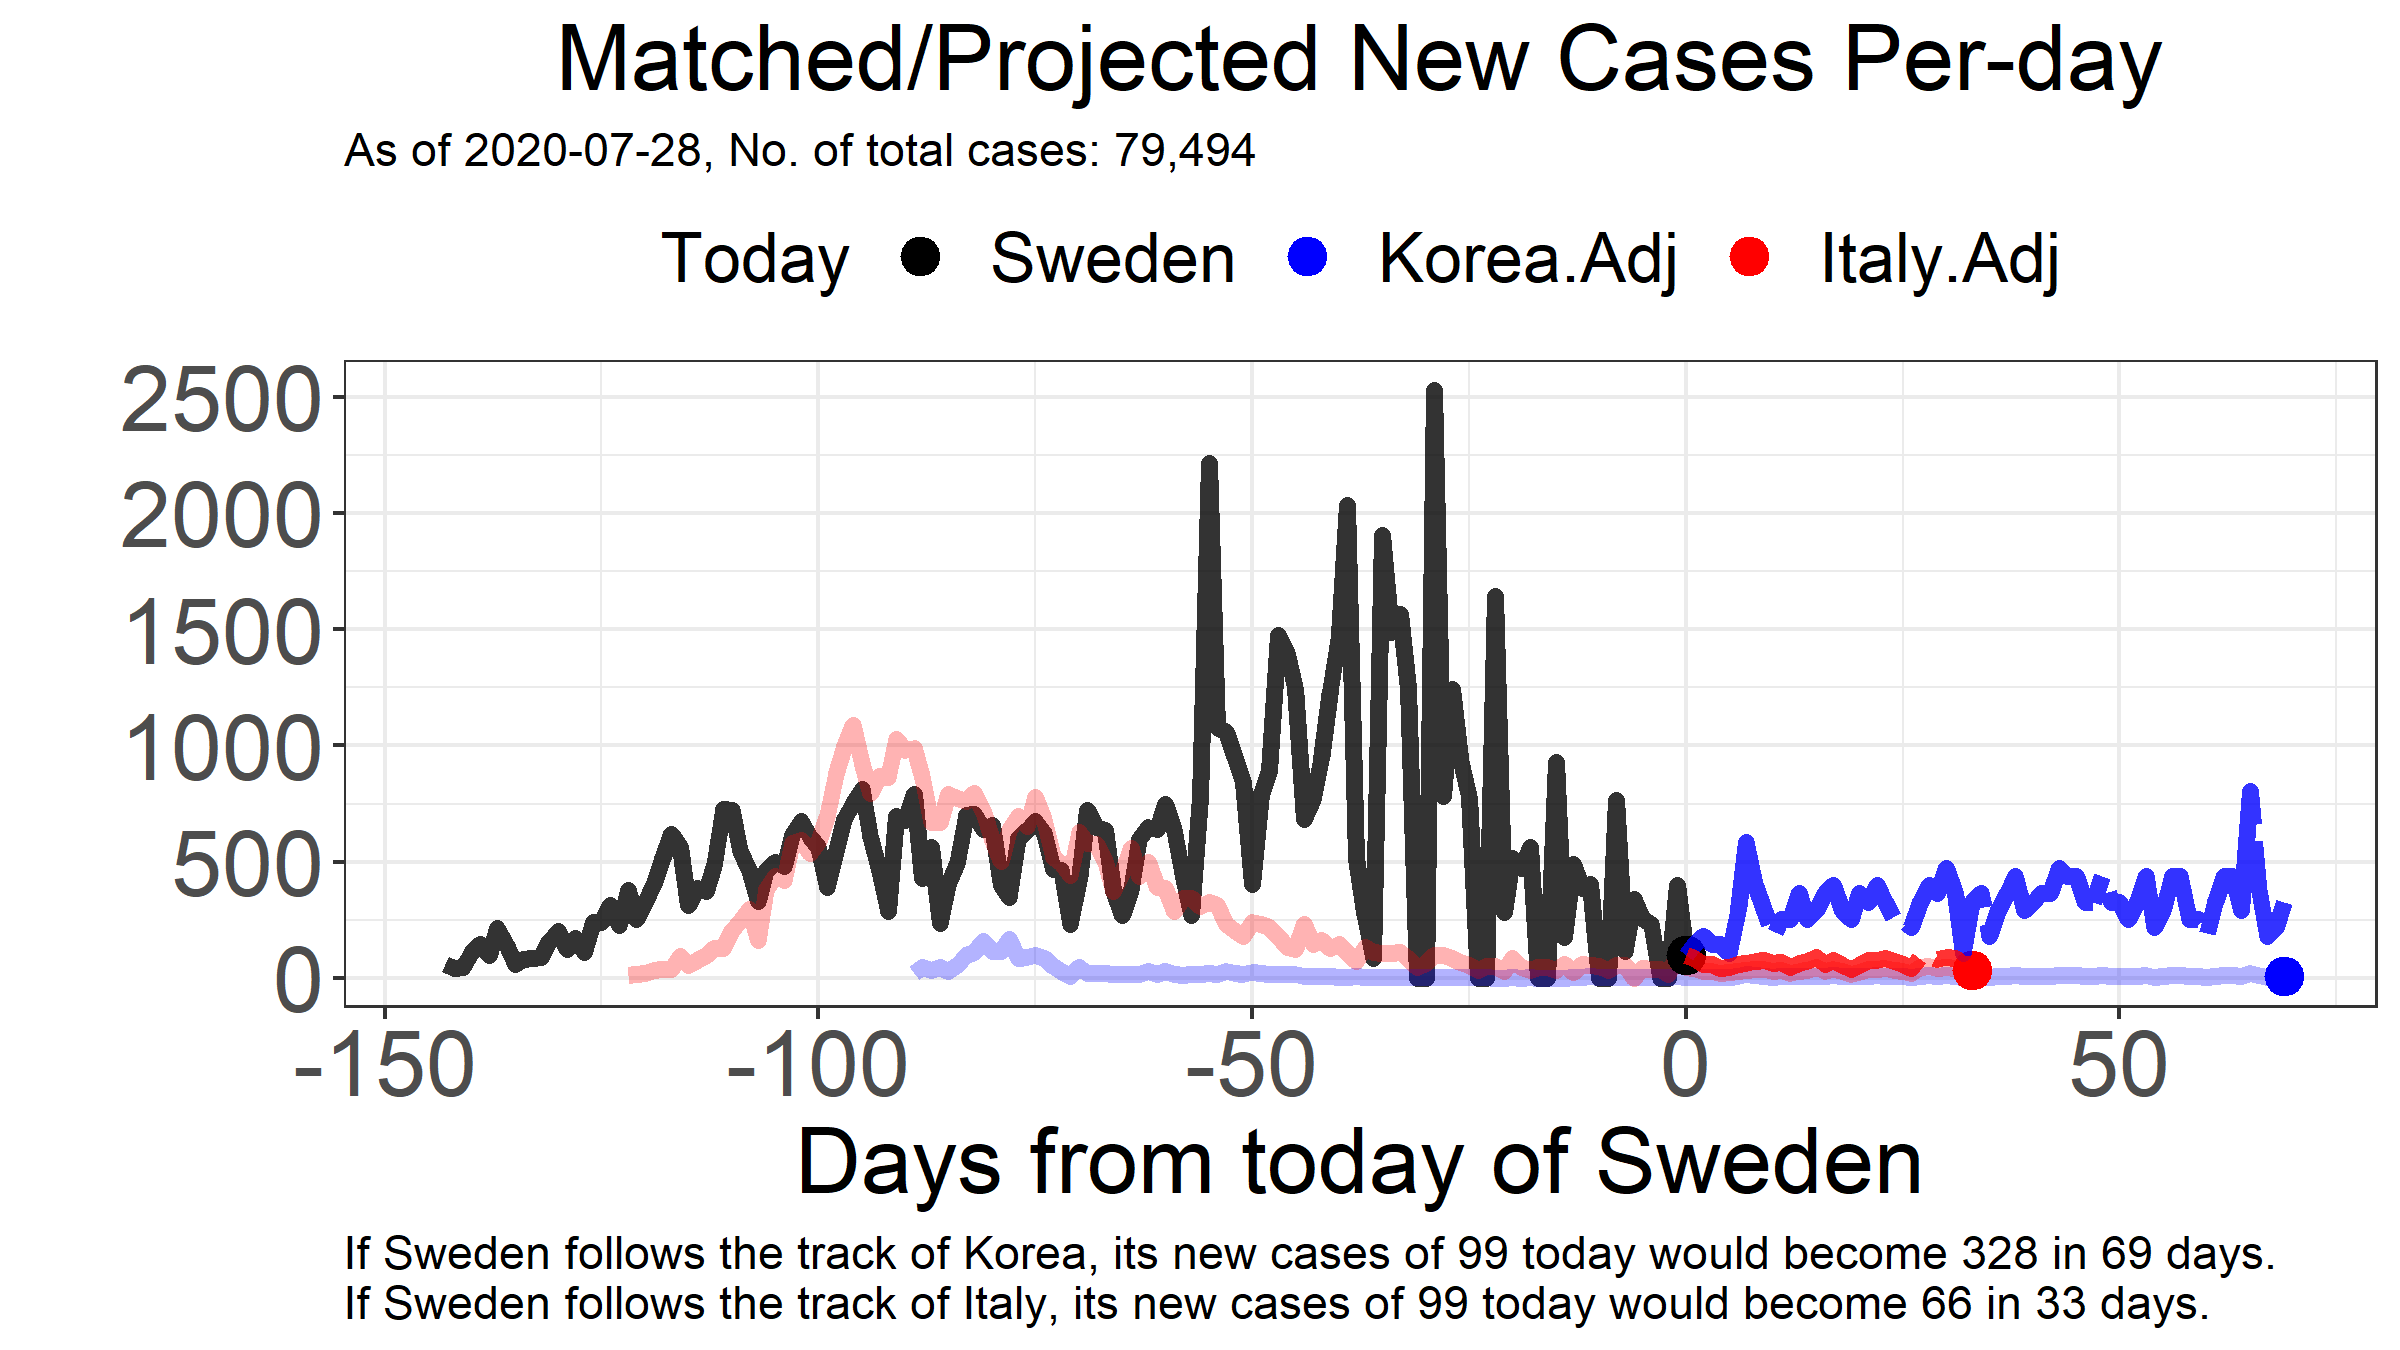 Matched/Projected New Cases Per-day
As of 2020-07-28, No. of total cases: 79,494
Today Sweden Korea.Adj Italy.Adj
2500
2000
1500
1000
500
0
-150 -100 -50 0 50
Days from today of Sweden
If Sweden follows the track of Korea, its new cases of 99 today would become 328 in 69 days.
If Sweden follows the track of Italy, its new cases of 99 today would become 66 in 33 days.